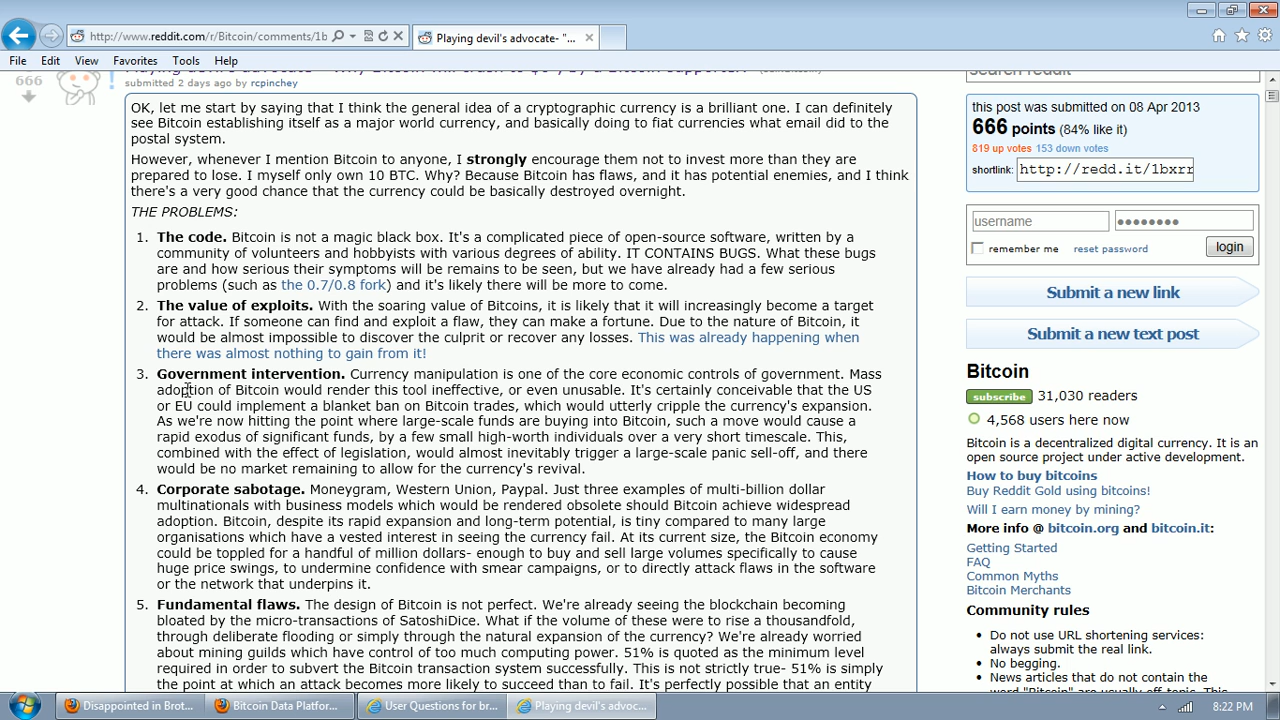 http://www.reddit.com/r/Bitcoin/comments/1b
Playing devil's advocate- "...
File Edit View Favorites Tools Help
666
submitted 2 days ago by rcpinchey
OK, let me start by saying that I think the general idea of a cryptographic currency is a brilliant one. I can definitely
see Bitcoin establishing itself as a major world currency, and basically doing to fiat currencies what email did to the
postal system.
However, whenever I mention Bitcoin to anyone, I strongly encourage them not to invest more than they are
prepared to lose. I myself only own 10 BTC. Why? Because Bitcoin has flaws, and it has potential enemies, and I think
there's a very good chance that the currency could be basically destroyed overnight.
THE PROBLEMS:
1. The code. Bitcoin is not a magic black box. It's a complicated piece of open-source software, written by a
community of volunteers and hobbyists with various degrees of ability. IT CONTAINS BUGS. What these bugs
are and how serious their symptoms will be remains to be seen, but we have already had a few serious
problems (such as the 0.7/0.8 fork) and it's likely there will be more to come.
2. The value of exploits. With the soaring value of Bitcoins, it is likely that it will increasingly become a target
for attack. If someone can find and exploit a flaw, they can make a fortune. Due to the nature of Bitcoin, it
would be almost impossible to discover the culprit or recover any losses. This was already happening when
there was almost nothing to gain from it!
3. Government intervention. Currency manipulation is one of the core economic controls of government. Mass
adoption of Bitcoin would render this tool ineffective, or even unusable. It's certainly conceivable that the US
or EU could implement a blanket ban on Bitcoin trades, which would utterly cripple the currency's expansion.
As we're now hitting the point where large-scale funds are buying into Bitcoin, such a move would cause a
rapid exodus of significant funds, by a few small high-worth individuals over a very short timescale. This,
combined with the effect of legislation, would almost inevitably trigger a large-scale panic sell-off, and there
would be no market remaining to allow for the currency's revival.
4. Corporate sabotage. Moneygram, Western Union, Paypal. Just three examples of multi-billion dollar
multinationals with business models which would be rendered obsolete should Bitcoin achieve widespread
adoption. Bitcoin, despite its rapid expansion and long-term potential, is tiny compared to many large
organisations which have a vested interest in seeing the currency fail. At its current size, the Bitcoin economy
could be toppled for a handful of million dollars- enough to buy and sell large volumes specifically to cause
huge price swings, to undermine confidence with smear campaigns, or to directly attack flaws in the software
or the network that underpins it.
5. Fundamental flaws. The design of Bitcoin is not perfect. We're already seeing the blockchain becoming
bloated by the micro-transactions of SatoshiDice. What if the volume of these were to rise a thousandfold,
through deliberate flooding or simply through the natural expansion of the currency? We're already worried
about mining guilds which have control of too much computing power. 51% is quoted as the minimum level
required in order to subvert the Bitcoin transaction system successfully. This is not strictly true- 51% is simply
the point at which an attack becomes more likely to succeed than to fail. It's perfectly possible that an entity
search reddit
this post was submitted on 08 Apr 2013
666 points (84% like it)
819 up votes 153 down votes
shortlink: http://redd.it/1bxrr
username
remember me reset password login
Submit a new link
Submit a new text post
Bitcoin
subscribe 31,030 readers
4,568 users here now
Bitcoin is a decentralized digital currency. It is an
open source project under active development.
How to buy bitcoins
Buy Reddit Gold using bitcoins!
Will I earn money by mining?
More info @ bitcoin.org and bitcoin.it:
Getting Started
FAQ
Common Myths
Bitcoin Merchants
Community rules
Do not use URL shortening services:
always submit the real link.
No begging.
News articles that do not contain the
word "Bitcoin" are usually off-topic. This
Disappointed in Brot... Bitcoin Data Platfor... User Questions for br... Playing devil's advoc... 8:22 PM